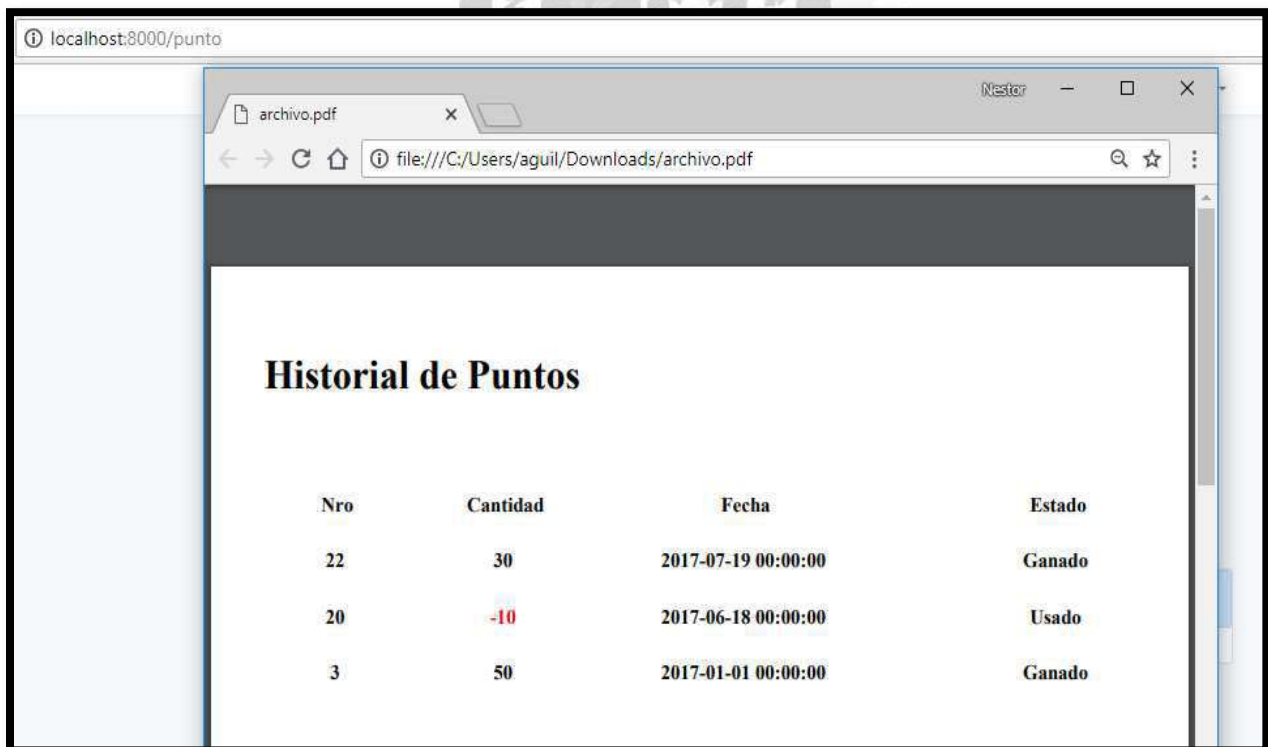 localhost:8000/punto
Nestor
archivo.pdf
file:///C:/Users/aguil/Downloads/archivo.pdf
Historial de Puntos
Nro Cantidad Fecha Estado
22 30 2017-07-19 00:00:00 Ganado
20 -10 2017-06-18 00:00:00 Usado
3 50 2017-01-01 00:00:00 Ganado